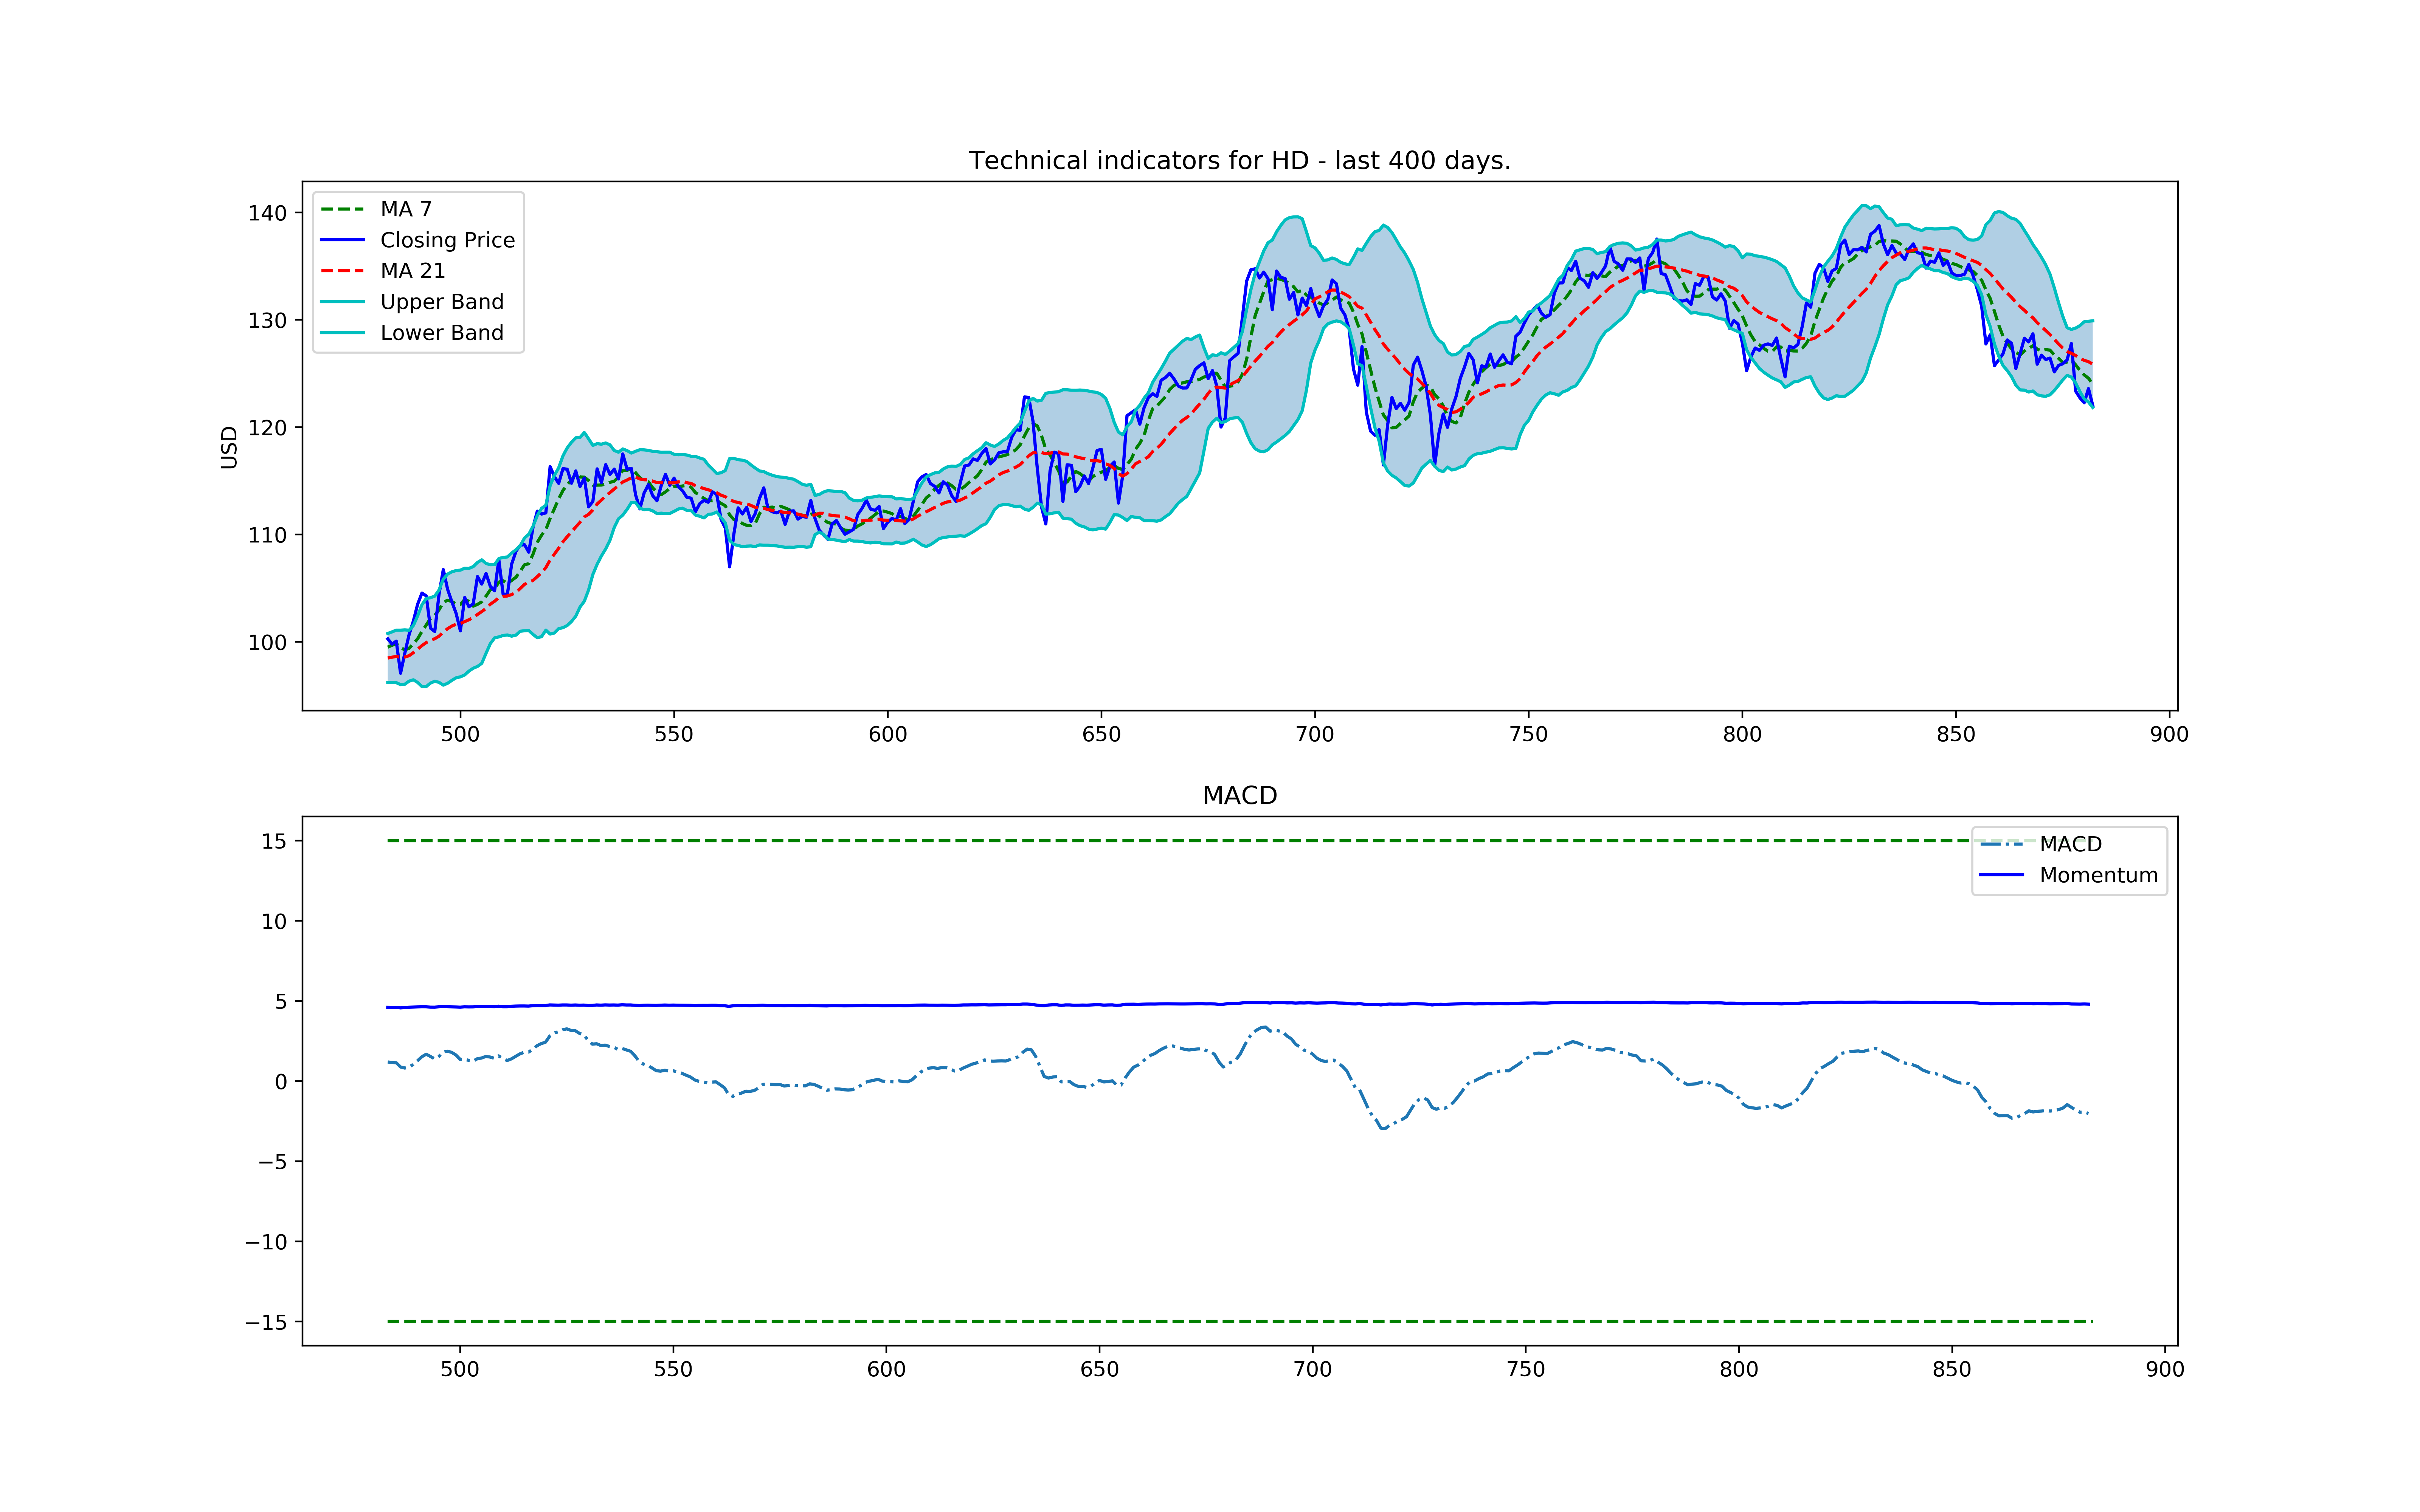 Technical indicators for HD - last 400 days.
MA 7
Closing Price
MA 21
Upper Band
Lower Band
USD
140
130
120
110
100
500 550 600 650 700 750 800 850 900
MACD
MACD
Momentum
15
10
5
0
−5
−10
−15
500 550 600 650 700 750 800 850 900